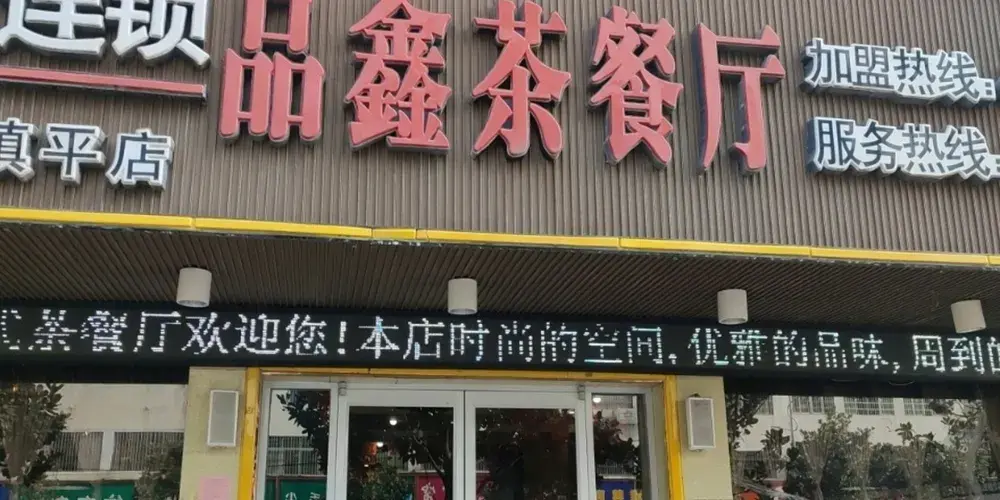 连锁
镇平店
品鑫茶餐厅
加盟热线:
服务热线:
式茶餐厅欢迎您!本店时尚的空间,优雅的品味,周到的